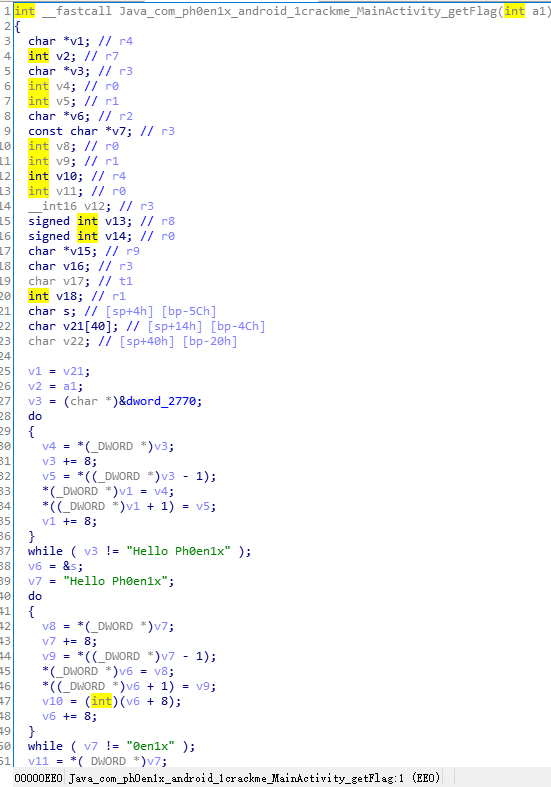 1 int __fastcall Java_com_ph0en1x_android_1crackme_MainActivity_getFlag(int a1)
2 {
3 char *v1; // r4
4 int v2; // r7
5 char *v3; // r3
6 int v4; // r0
7 int v5; // r1
8 char *v6; // r2
9 const char *v7; // r3
10 int v8; // r0
11 int v9; // r1
12 int v10; // r4
13 int v11; // r0
14 __int16 v12; // r3
15 signed int v13; // r8
16 signed int v14; // r0
17 char *v15; // r9
18 char v16; // r3
19 char v17; // t1
20 int v18; // r1
21 char s; // [sp+4h] [bp-5Ch]
22 char v21[40]; // [sp+14h] [bp-4Ch]
23 char v22; // [sp+40h] [bp-20h]
24
25 v1 = v21;
26 v2 = a1;
27 v3 = (char *)&dword_2770;
28 do
29 {
30 v4 = *(_DWORD *)v3;
31 v3 += 8;
32 v5 = *((_DWORD *)v3 - 1);
33 *(_DWORD *)v1 = v4;
34 *((_DWORD *)v1 + 1) = v5;
35 v1 += 8;
36 }
37 while ( v3 != "Hello Ph0en1x" );
38 v6 = &s;
39 v7 = "Hello Ph0en1x";
40 do
41 {
42 v8 = *(_DWORD *)v7;
43 v7 += 8;
44 v9 = *((_DWORD *)v7 - 1);
45 *(_DWORD *)v6 = v8;
46 *((_DWORD *)v6 + 1) = v9;
47 v10 = (int)(v6 + 8);
48 v6 += 8;
49 }
50 while ( v7 != "0en1x" );
51 v11 = *(_DWORD *)v7;
00000EE0 Java_com_ph0en1x_android_1crackme_MainActivity_getFlag:1 (EE0)